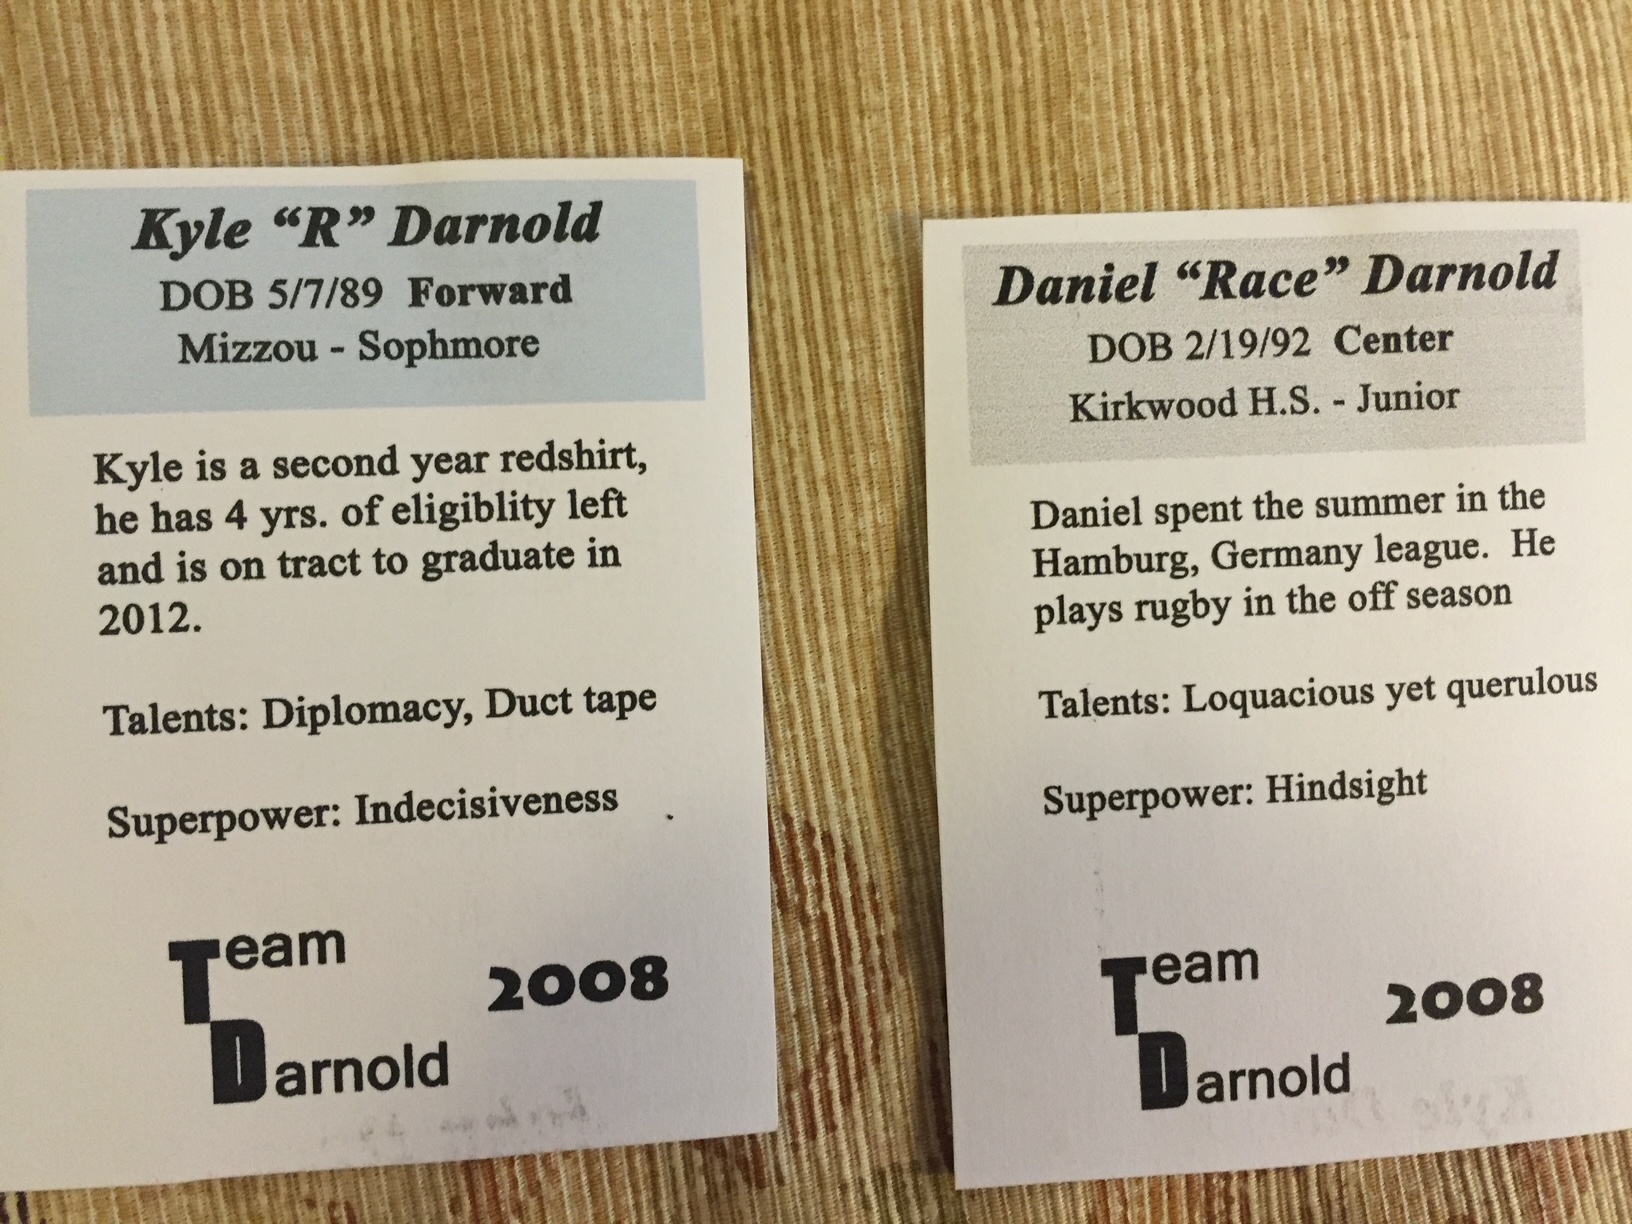 Kyle “R” Darnold
DOB 5/7/89 Forward
Mizzou - Sophmore
Kyle is a second year redshirt,
he has 4 yrs. of eligiblity left
and is on tract to graduate in
2012.
Talents: Diplomacy, Duct tape
Superpower: Indecisiveness
Team
Darnold
2008
Daniel “Race” Darnold
DOB 2/19/92 Center
Kirkwood H.S. - Junior
Daniel spent the summer in the
Hamburg, Germany league. He
plays rugby in the off season
Talents: Loquacious yet querulous
Superpower: Hindsight
Team
Darnold
2008
Kyle